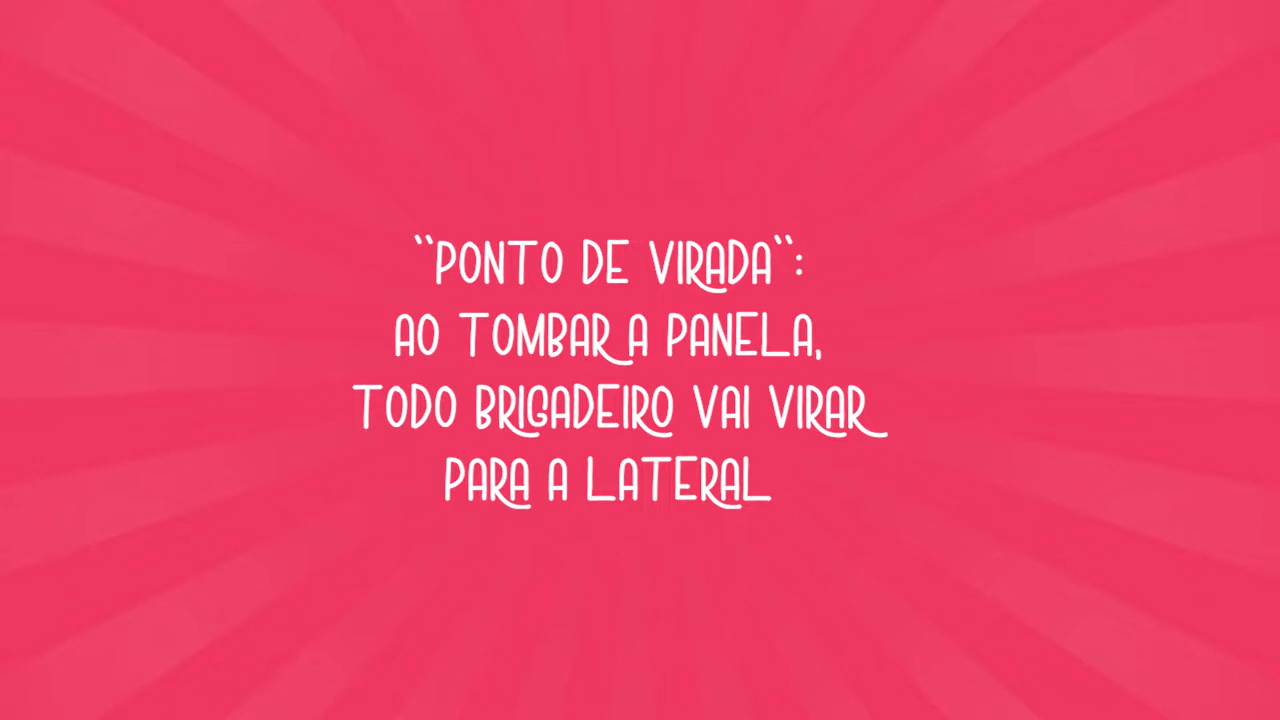 "PONTO DE VIRADA":
AO TOMBAR A PANELA,
TODO BRIGADEIRO VAI VIRAR
PARA A LATERAL